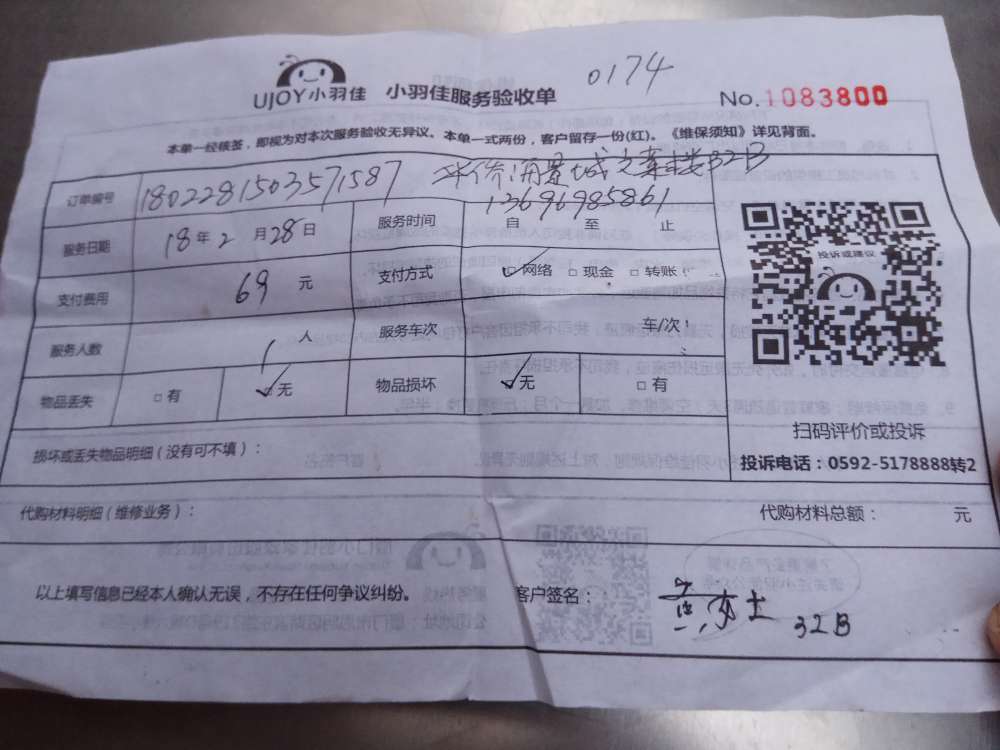 0174
UJOY小羽佳 小羽佳服务验收单
No.1083800
本单一经核签，即视为对本次服务验收无异议。本单一式两份，客户留存一份(红)。《维保须知》详见背面。
订单编号 1802281503571587 华侨海景城 32B
13696985861
服务日期 18年2月28日 服务时间 自 至 止
支付费用 69 元 支付方式 ☑网络 □现金 □转账
服务人数 1 人 服务车次 车/次
物品丢失 □有 ☑无 物品损坏 ☑无 □有
投诉或建议
扫码评价或投诉
投诉电话：0592-5178888转2
损坏或丢失物品明细（没有可不填）：
代购材料明细（维修业务）： 代购材料总额： 元
以上填写信息已经本人确认无误，不存在任何争议纠纷。 客户签名： 女士 32B